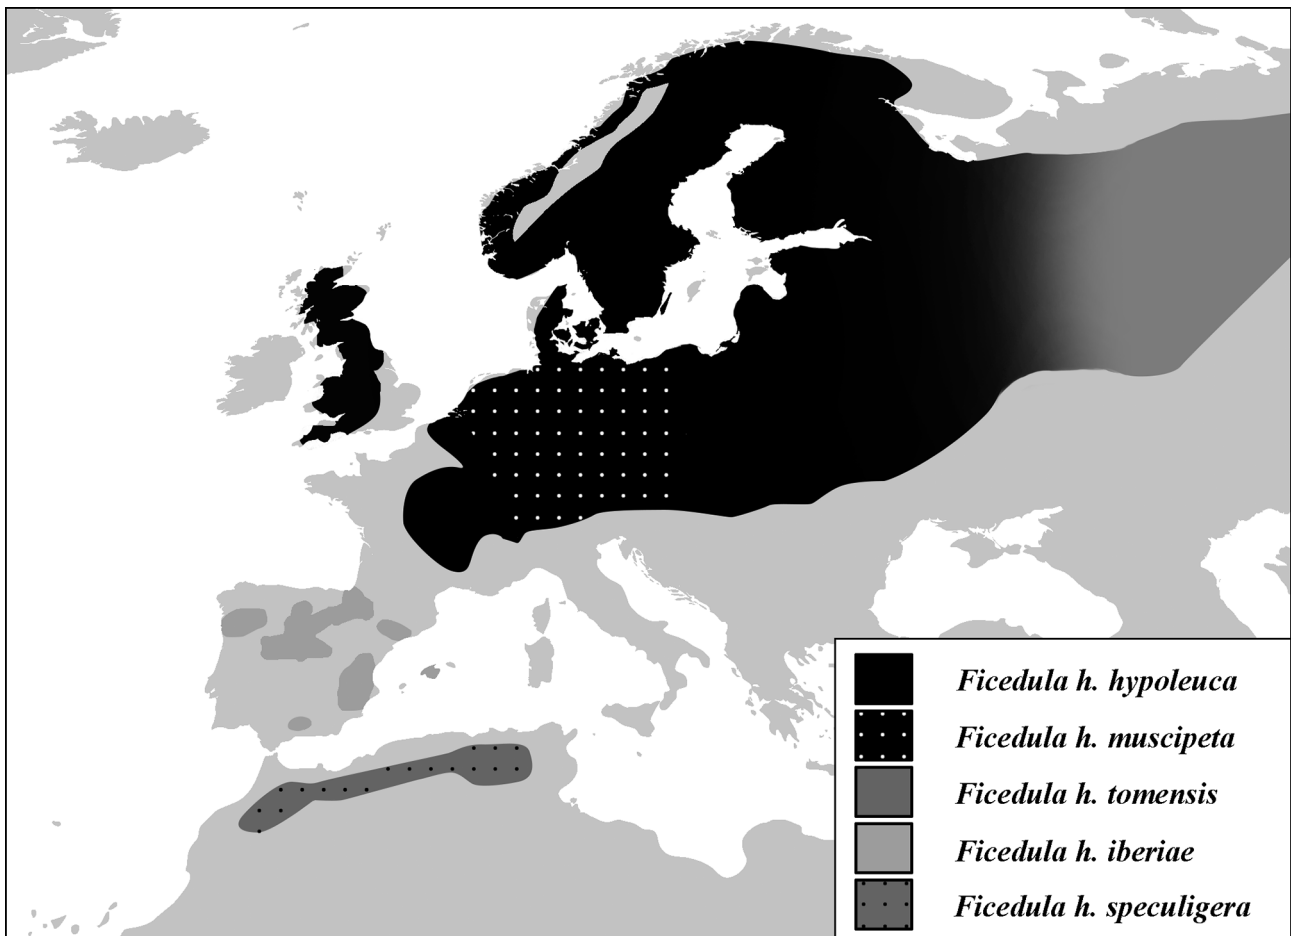 Ficedula h. hypoleuca
Ficedula h. muscipeta
Ficedula h. tomensis
Ficedula h. iberiae
Ficedula h. speculigera